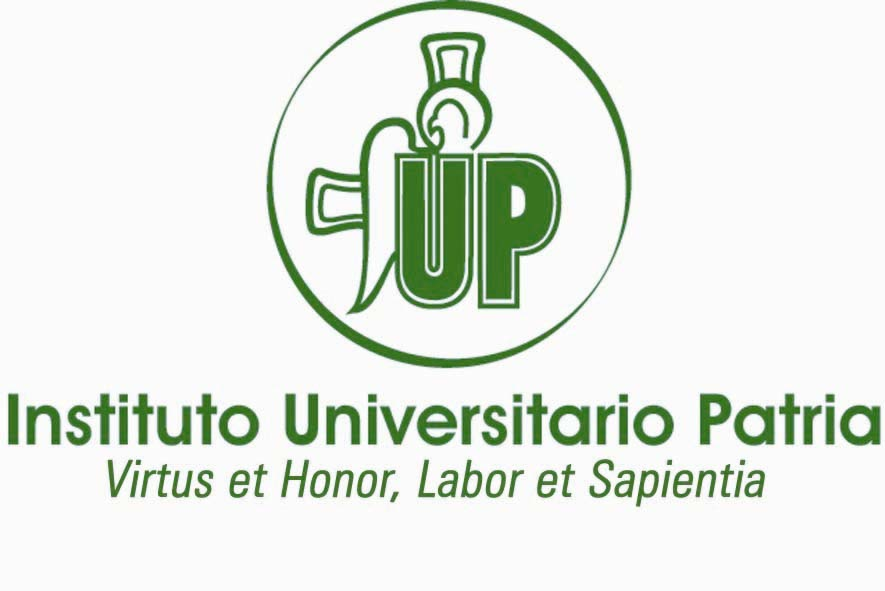 UP
Instituto Universitario Patria
Virtus et Honor, Labor et Sapientia